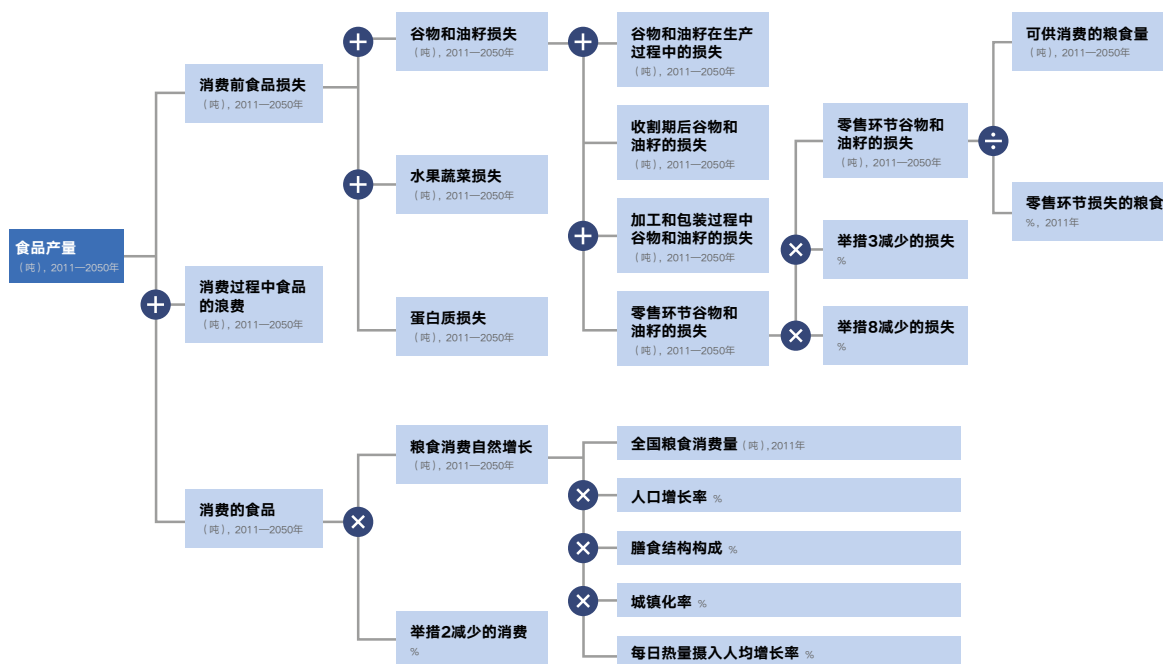 食品产量
（吨），2011—2050年
消费前食品损失
（吨），2011—2050年
消费过程中食品
的浪费
（吨），2011—2050年
消费的食品
（吨），2011—2050年
谷物和油籽损失
（吨），2011—2050年
水果蔬菜损失
（吨），2011—2050年
蛋白质损失
（吨），2011—2050年
粮食消费自然增长
（吨），2011—2050年
举措2减少的消费
%
谷物和油籽在生产
过程中的损失
（吨），2011—2050年
收割期后谷物和
油籽的损失
（吨），2011—2050年
加工和包装过程中
谷物和油籽的损失
（吨），2011—2050年
零售环节谷物和
油籽的损失
（吨），2011—2050年
全国粮食消费量（吨）,2011年
人口增长率 %
膳食结构构成 %
城镇化率 %
每日热量摄入人均增长率 %
零售环节谷物和
油籽的损失
（吨），2011—2050年
举措3减少的损失
%
举措8减少的损失
%
可供消费的粮食量
（吨），2011—2050年
零售环节损失的粮食
%, 2011年